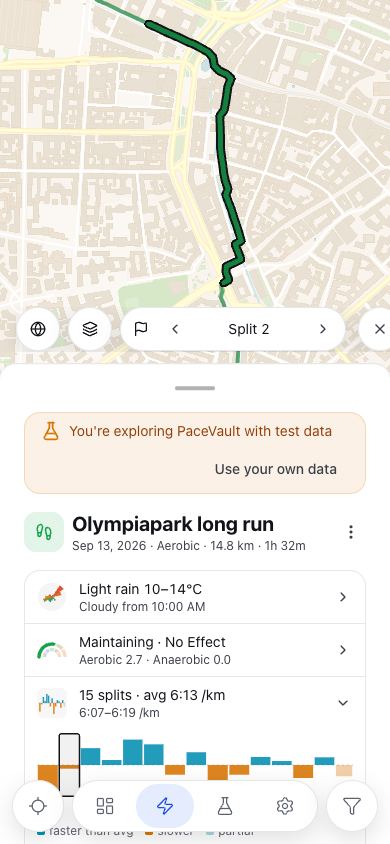 Split 2
You're exploring PaceVault with test data
Use your own data
Olympiapark long run
Sep 13, 2026 · Aerobic · 14.8 km · 1h 32m
Light rain 10–14°C
Cloudy from 10:00 AM
Maintaining · No Effect
Aerobic 2.7 · Anaerobic 0.0
15 splits · avg 6:13 /km
6:07–6:19 /km
faster than avg
slower
partial